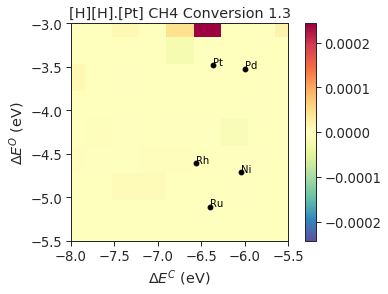 [H][H].[Pt] CH4 Conversion 1.3
−3.0
−3.5
−4.0
−4.5
−5.0
−5.5
ΔE^O (eV)
Pt
Pd
Rh
Ni
Ru
−8.0 −7.5 −7.0 −6.5 −6.0 −5.5
ΔE^C (eV)
0.0002
0.0001
0.0000
−0.0001
−0.0002